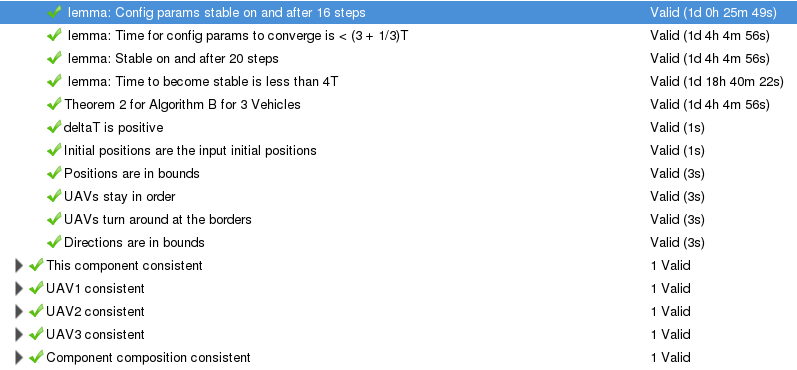 lemma: Config params stable on and after 16 steps Valid (1d 0h 25m 49s)
lemma: Time for config params to converge is < (3 + 1/3)T Valid (1d 4h 4m 56s)
lemma: Stable on and after 20 steps Valid (1d 4h 4m 56s)
lemma: Time to become stable is less than 4T Valid (1d 18h 40m 22s)
Theorem 2 for Algorithm B for 3 Vehicles Valid (1d 4h 4m 56s)
deltaT is positive Valid (1s)
Initial positions are the input initial positions Valid (1s)
Positions are in bounds Valid (3s)
UAVs stay in order Valid (3s)
UAVs turn around at the borders Valid (3s)
Directions are in bounds Valid (3s)
This component consistent 1 Valid
UAV1 consistent 1 Valid
UAV2 consistent 1 Valid
UAV3 consistent 1 Valid
Component composition consistent 1 Valid